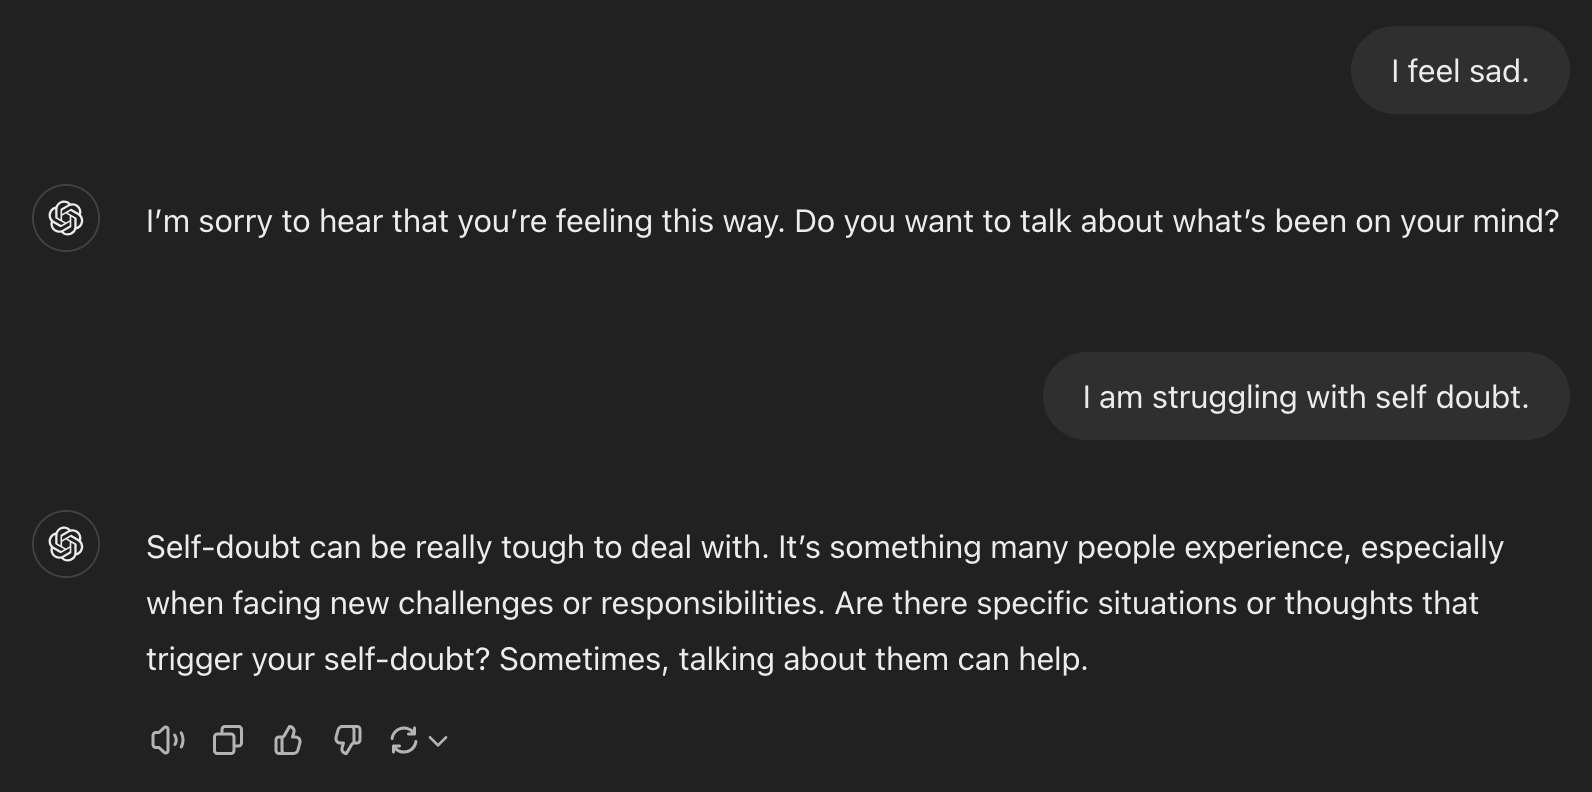 I feel sad.
I’m sorry to hear that you’re feeling this way. Do you want to talk about what’s been on your mind?
I am struggling with self doubt.
Self-doubt can be really tough to deal with. It’s something many people experience, especially
when facing new challenges or responsibilities. Are there specific situations or thoughts that
trigger your self-doubt? Sometimes, talking about them can help.